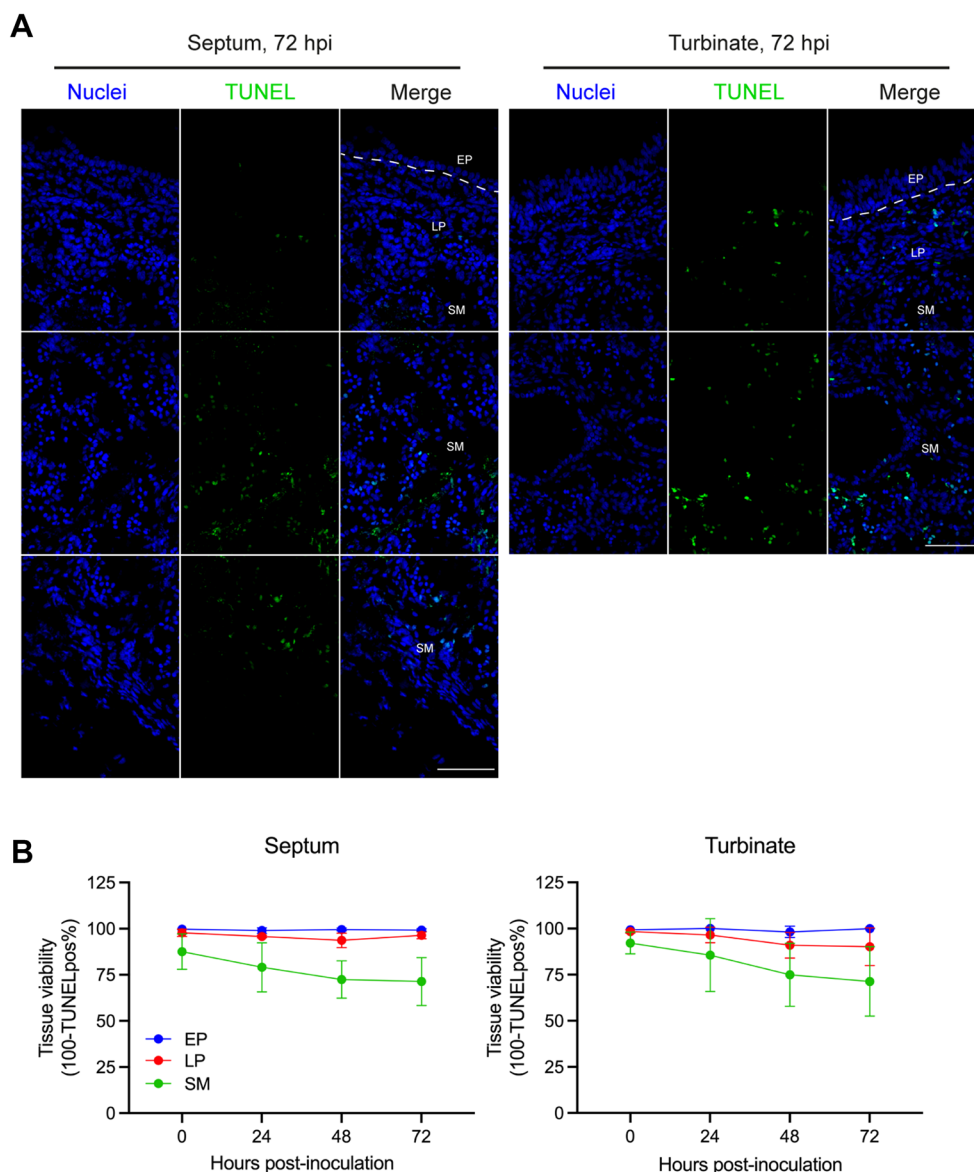 A
Septum, 72 hpi
Nuclei TUNEL Merge
EP
LP
SM
SM
SM
Turbinate, 72 hpi
Nuclei TUNEL Merge
EP
LP
SM
SM
B
Septum
Tissue viability
(100-TUNELpos%)
125
100
75
50
25
0
EP
LP
SM
0 24 48 72
Hours post-inoculation
Turbinate
Tissue viability
(100-TUNELpos%)
125
100
75
50
25
0
0 24 48 72
Hours post-inoculation